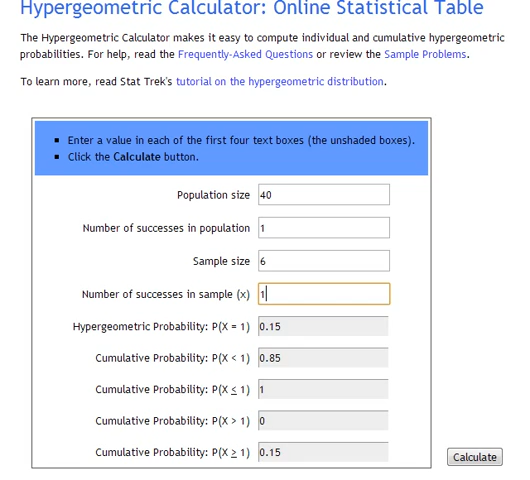 Hypergeometric Calculator: Online Statistical Table
The Hypergeometric Calculator makes it easy to compute individual and cumulative hypergeometric
probabilities. For help, read the Frequently-Asked Questions or review the Sample Problems.
To learn more, read Stat Trek's tutorial on the hypergeometric distribution.
▪ Enter a value in each of the first four text boxes (the unshaded boxes).
▪ Click the Calculate button.
Population size 40
Number of successes in population 1
Sample size 6
Number of successes in sample (x) 1
Hypergeometric Probability: P(X = 1) 0.15
Cumulative Probability: P(X < 1) 0.85
Cumulative Probability: P(X ≤ 1) 1
Cumulative Probability: P(X > 1) 0
Cumulative Probability: P(X ≥ 1) 0.15
Calculate